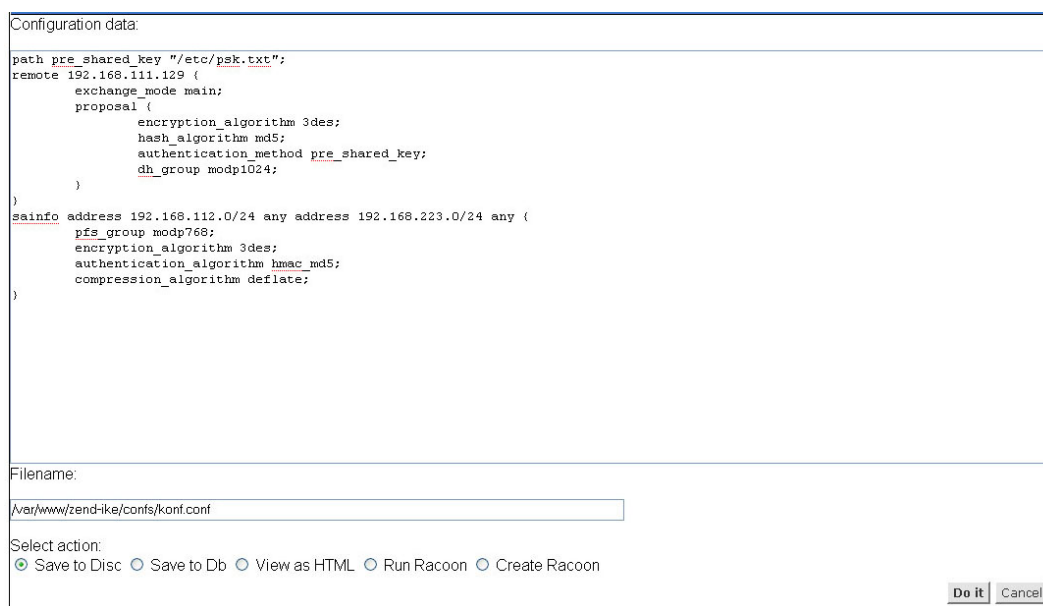 Configuration data:
path pre_shared_key "/etc/psk.txt";
remote 192.168.111.129 {
        exchange_mode main;
        proposal {
                encryption_algorithm 3des;
                hash_algorithm md5;
                authentication_method pre_shared_key;
                dh_group modp1024;
        }
}
sainfo address 192.168.112.0/24 any address 192.168.223.0/24 any {
        pfs_group modp768;
        encryption_algorithm 3des;
        authentication_algorithm hmac_md5;
        compression_algorithm deflate;
}
Filename:
/var/www/zend-ike/confs/konf.conf
Select action:
Save to Disc Save to Db View as HTML Run Racoon Create Racoon
Do it Cancel